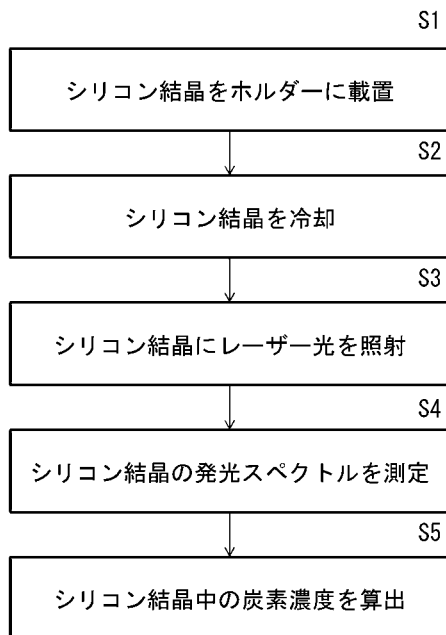 S1
シリコン結晶をホルダーに載置
S2
シリコン結晶を冷却
S3
シリコン結晶にレーザー光を照射
S4
シリコン結晶の発光スペクトルを測定
S5
シリコン結晶中の炭素濃度を算出